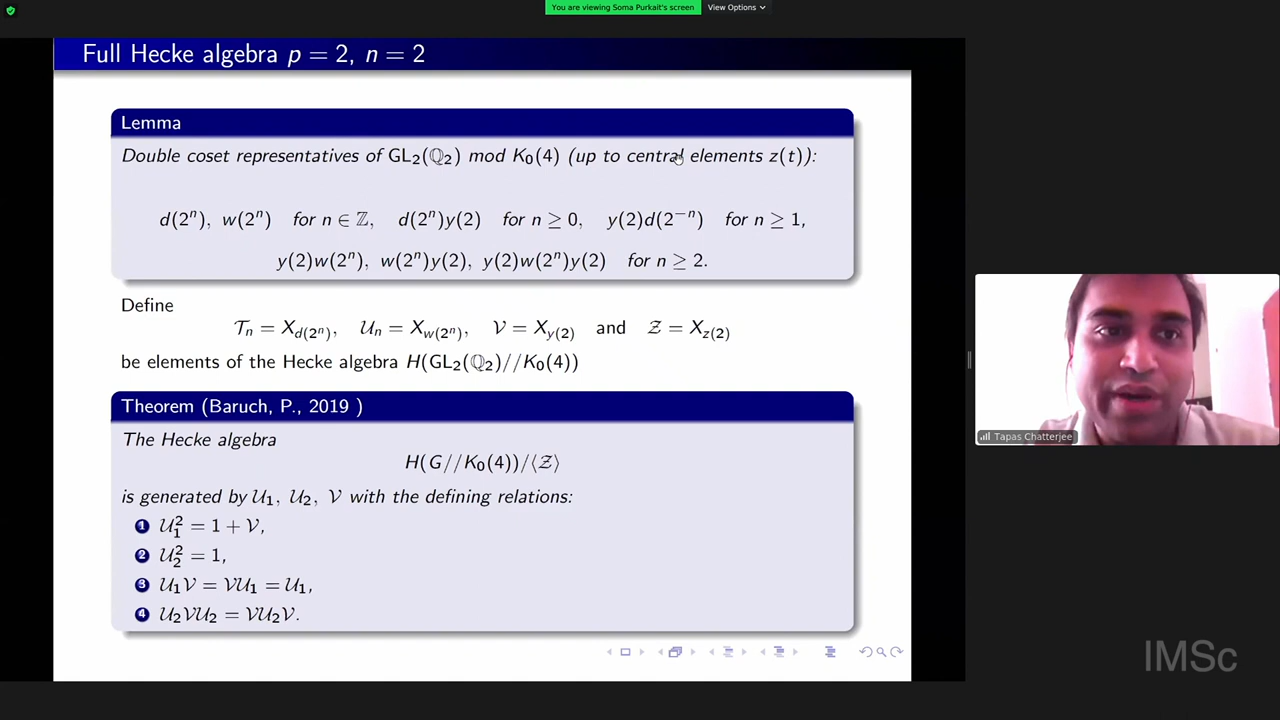 You are viewing Soma Purkait's screen View Options
Full Hecke algebra p = 2, n = 2
Lemma
Double coset representatives of GL₂(ℚ₂) mod K₀(4) (up to central elements z(t)):
d(2ⁿ), w(2ⁿ) for n ∈ ℤ, d(2ⁿ)y(2) for n ≥ 0, y(2)d(2⁻ⁿ) for n ≥ 1,
y(2)w(2ⁿ), w(2ⁿ)y(2), y(2)w(2ⁿ)y(2) for n ≥ 2.
Define
𝒯ₙ = X_{d(2ⁿ)}, 𝒰ₙ = X_{w(2ⁿ)}, 𝒱 = X_{y(2)} and 𝒵 = X_{z(2)}
be elements of the Hecke algebra H(GL₂(ℚ₂)//K₀(4))
Theorem (Baruch, P., 2019 )
The Hecke algebra
H(G//K₀(4))/⟨𝒵⟩
is generated by 𝒰₁, 𝒰₂, 𝒱 with the defining relations:
1 𝒰₁² = 1 + 𝒱,
2 𝒰₂² = 1,
3 𝒰₁𝒱 = 𝒱𝒰₁ = 𝒰₁,
4 𝒰₂𝒱𝒰₂ = 𝒱𝒰₂𝒱.
Tapas Chatterjee
IMSc